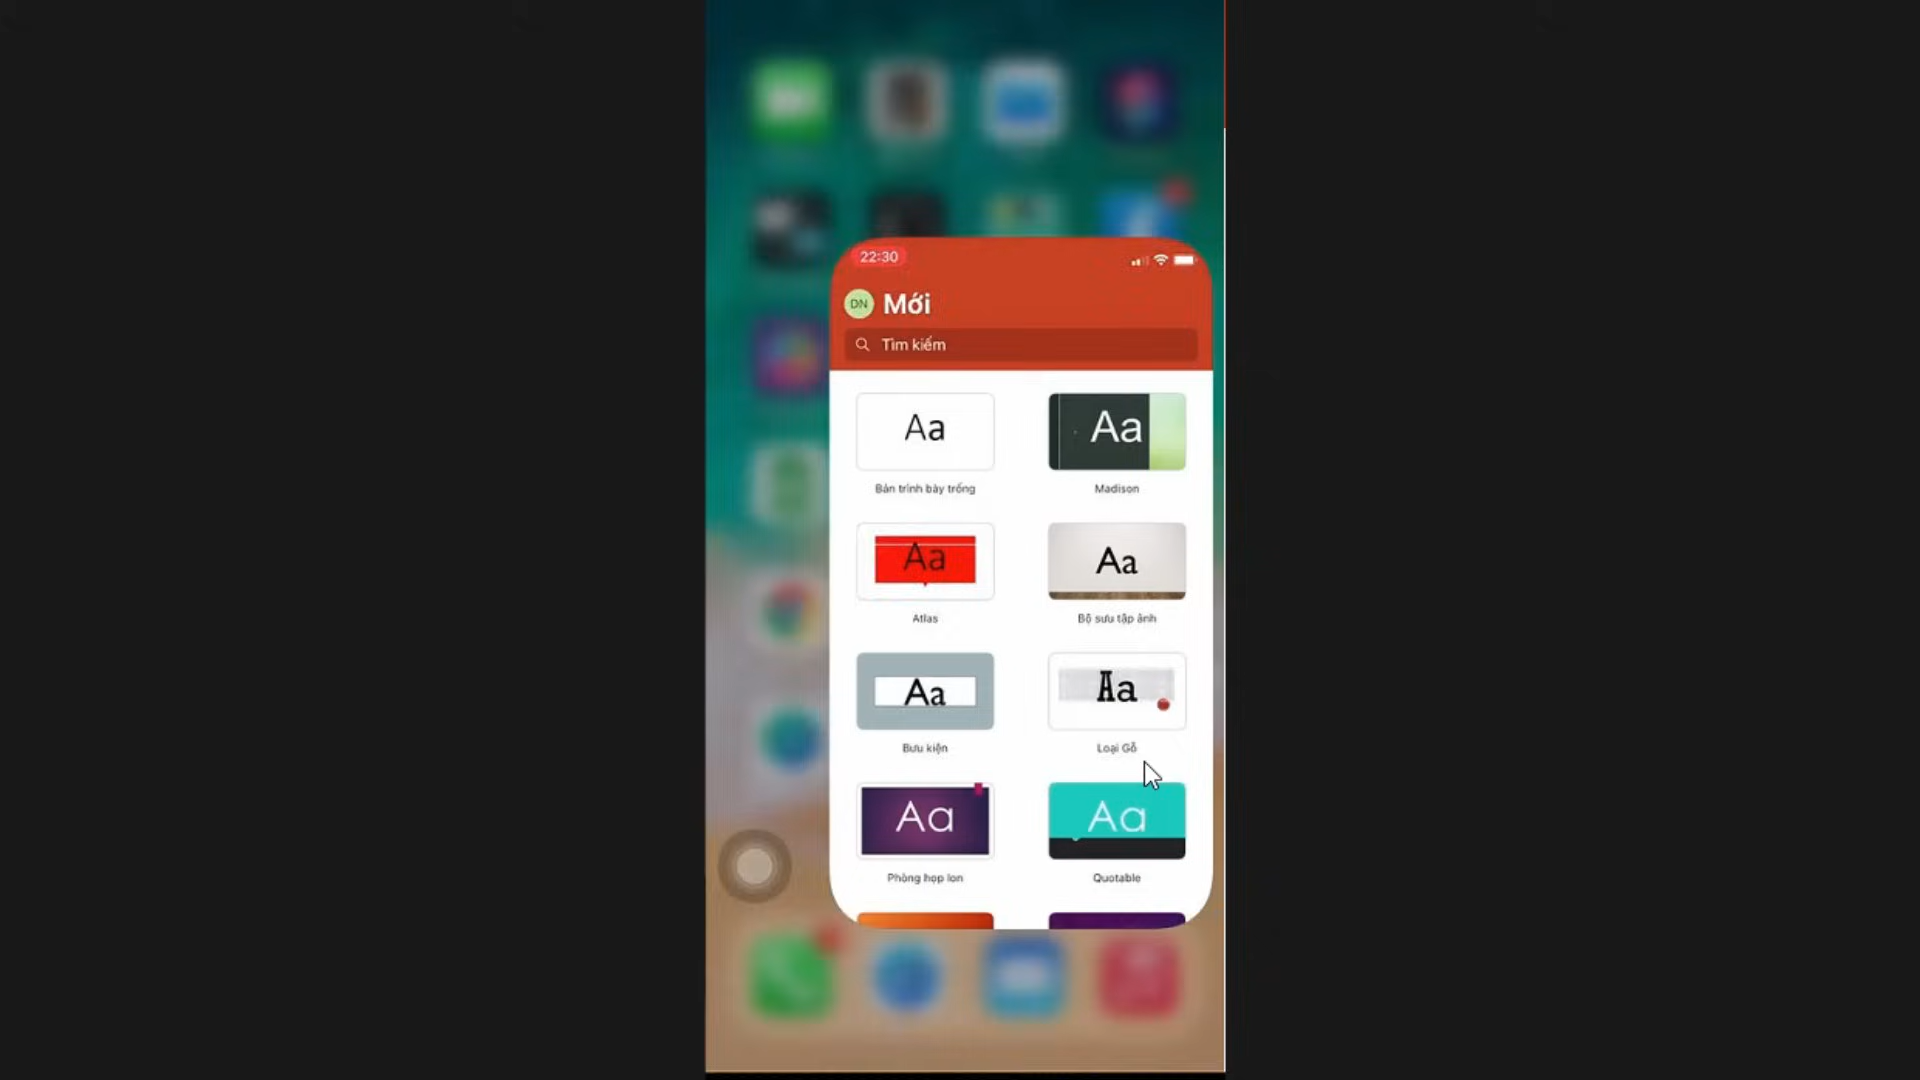 22:30
DN
Mới
Tìm kiếm
Aa
Aa
Bản trình bày trống
Madison
Aa
Aa
Atlas
Bộ sưu tập ảnh
Aa
Aa
Bưu kiện
Loại Gỗ
Aa
Aa
Phòng họp Ion
Quotable